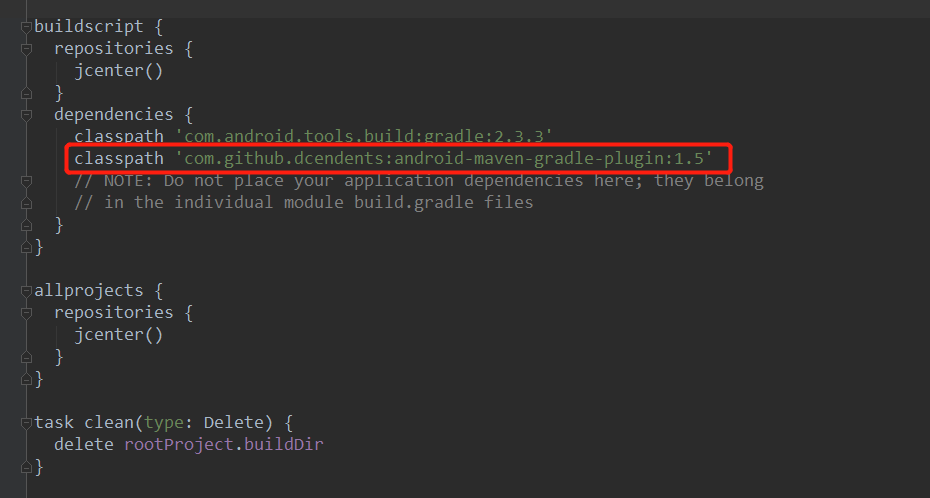 buildscript {
repositories {
jcenter()
}
dependencies {
classpath 'com.android.tools.build:gradle:2.3.3'
classpath 'com.github.dcendents:android-maven-gradle-plugin:1.5'
// NOTE: Do not place your application dependencies here; they belong
// in the individual module build.gradle files
}
}
allprojects {
repositories {
jcenter()
}
}
task clean(type: Delete) {
delete rootProject.buildDir
}